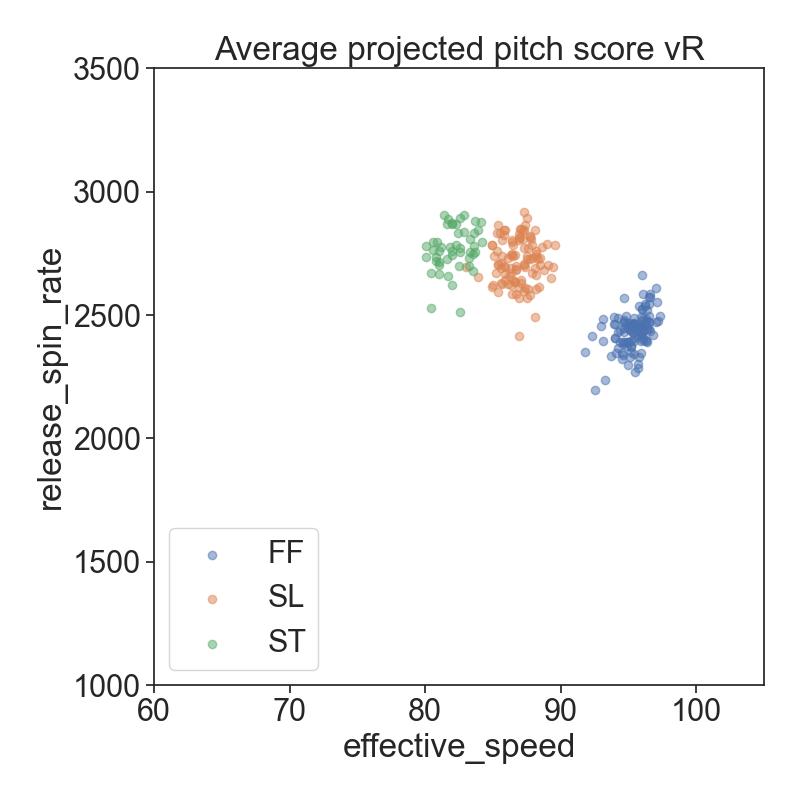 Average projected pitch score vR
3500
3000
2500
2000
1500
1000
release_spin_rate
FF
SL
ST
60 70 80 90 100
effective_speed